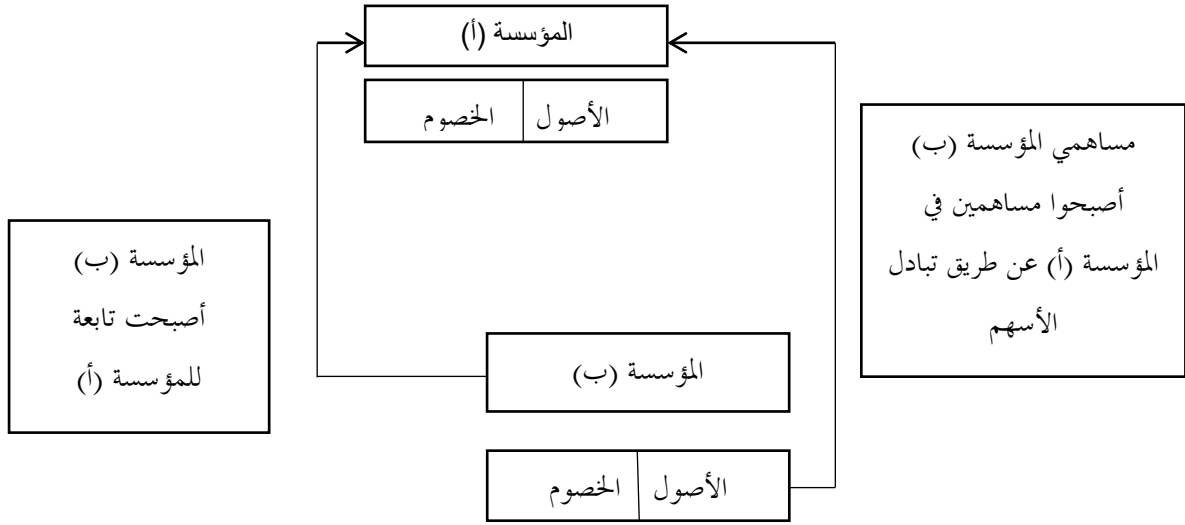 المؤسسة (أ)
الأصول الخصوم
مساهمي المؤسسة (ب)
أصبحوا مساهمين في
المؤسسة (أ) عن طريق تبادل
الأسهم
المؤسسة (ب)
أصبحت تابعة
للمؤسسة (أ)
المؤسسة (ب)
الأصول الخصوم